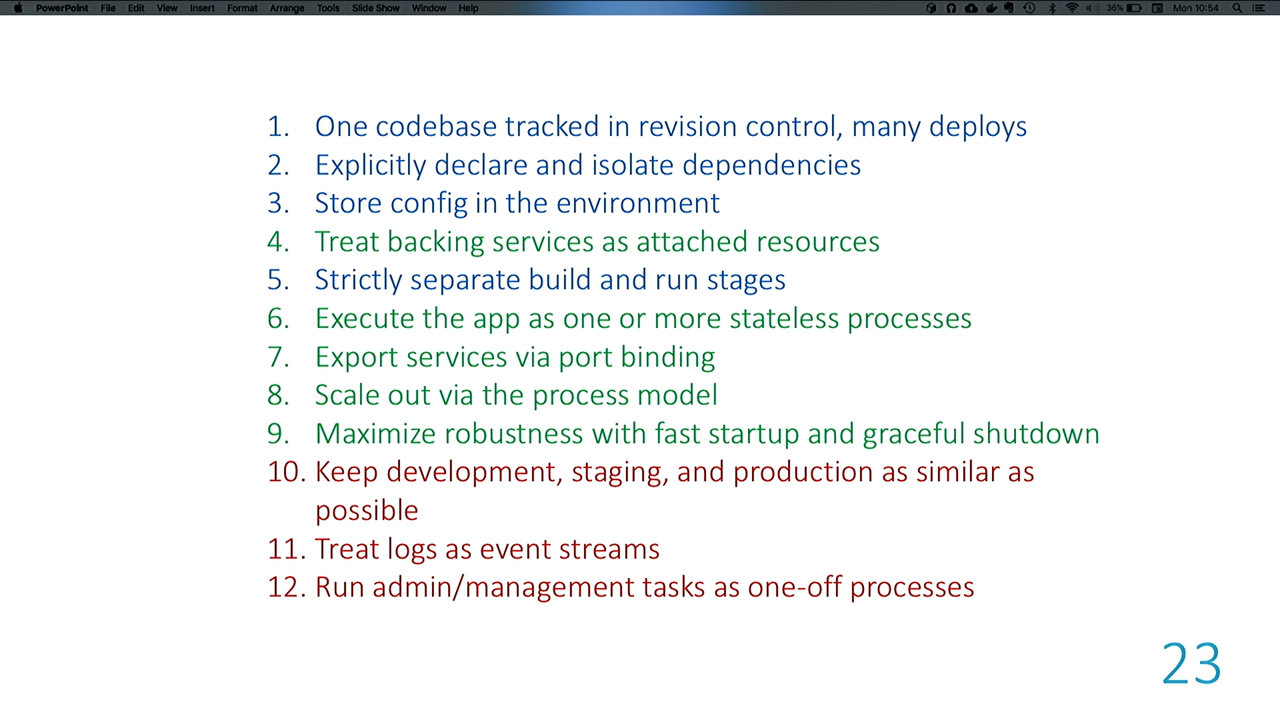 PowerPoint File Edit View Insert Format Arrange Tools Slide Show Window Help 36% Mon 10:54
1. One codebase tracked in revision control, many deploys
2. Explicitly declare and isolate dependencies
3. Store config in the environment
4. Treat backing services as attached resources
5. Strictly separate build and run stages
6. Execute the app as one or more stateless processes
7. Export services via port binding
8. Scale out via the process model
9. Maximize robustness with fast startup and graceful shutdown
10. Keep development, staging, and production as similar as
possible
11. Treat logs as event streams
12. Run admin/management tasks as one-off processes
23